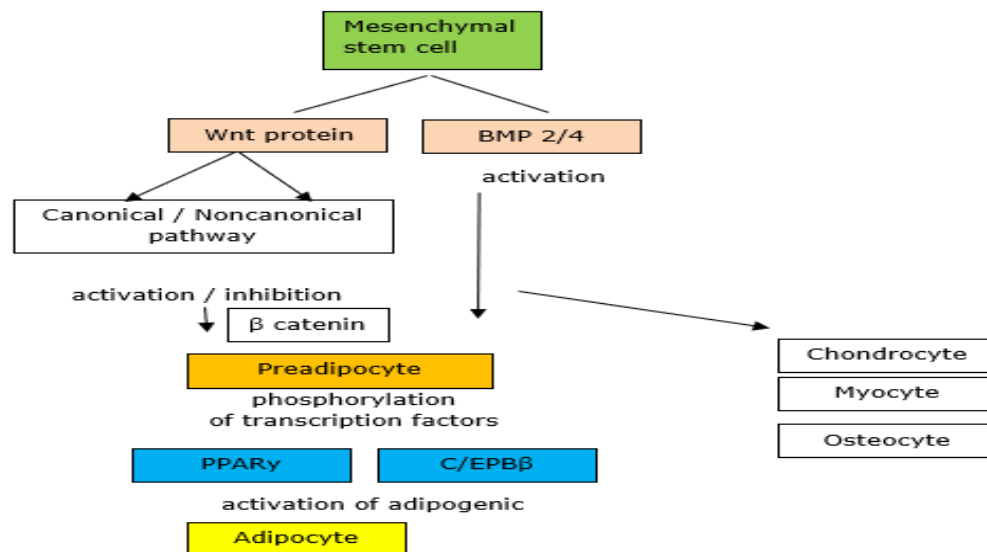 Mesenchymal
stem cell
Wnt protein
BMP 2/4
activation
Canonical / Noncanonical
pathway
activation / inhibition
β catenin
Preadipocyte
phosphorylation
of transcription factors
PPARy
C/EPBβ
activation of adipogenic
Adipocyte
Chondrocyte
Myocyte
Osteocyte